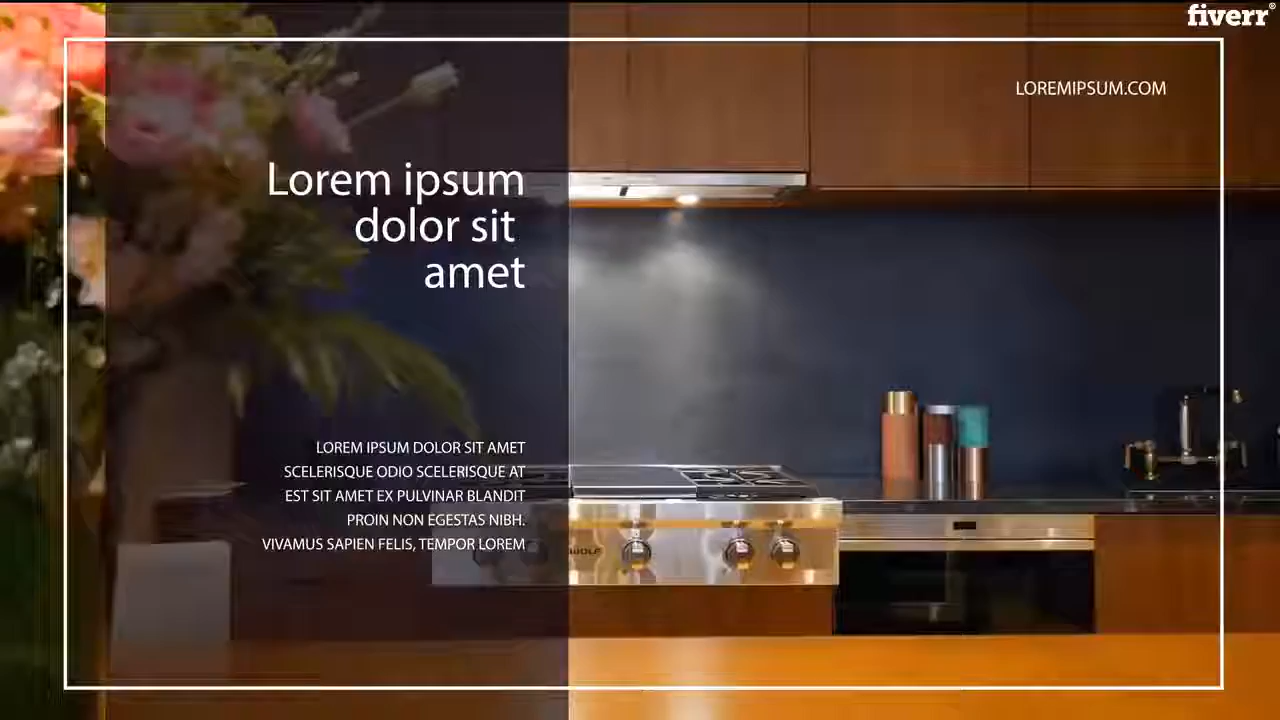 fiverr®
LOREMIPSUM.COM
Lorem ipsum
dolor sit
amet
LOREM IPSUM DOLOR SIT AMET
SCELERISQUE ODIO SCELERISQUE AT
EST SIT AMET EX PULVINAR BLANDIT
PROIN NON EGESTAS NIBH.
VIVAMUS SAPIEN FELIS, TEMPOR LOREM
WOLF